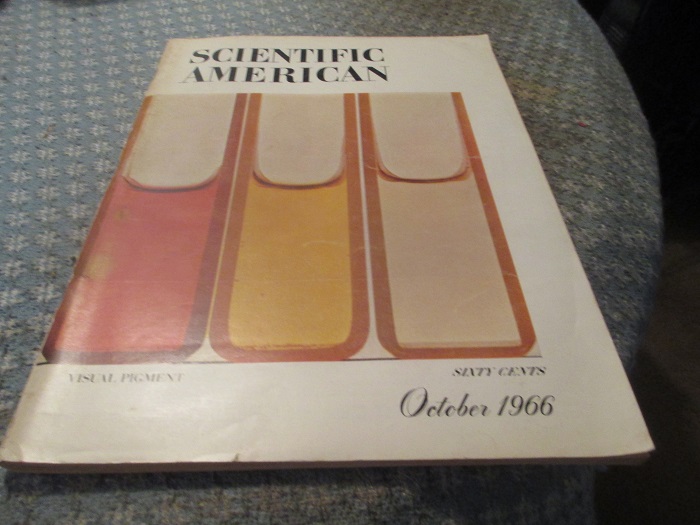 SCIENTIFIC
AMERICAN
VISUAL PIGMENT
SIXTY CENTS
October 1966